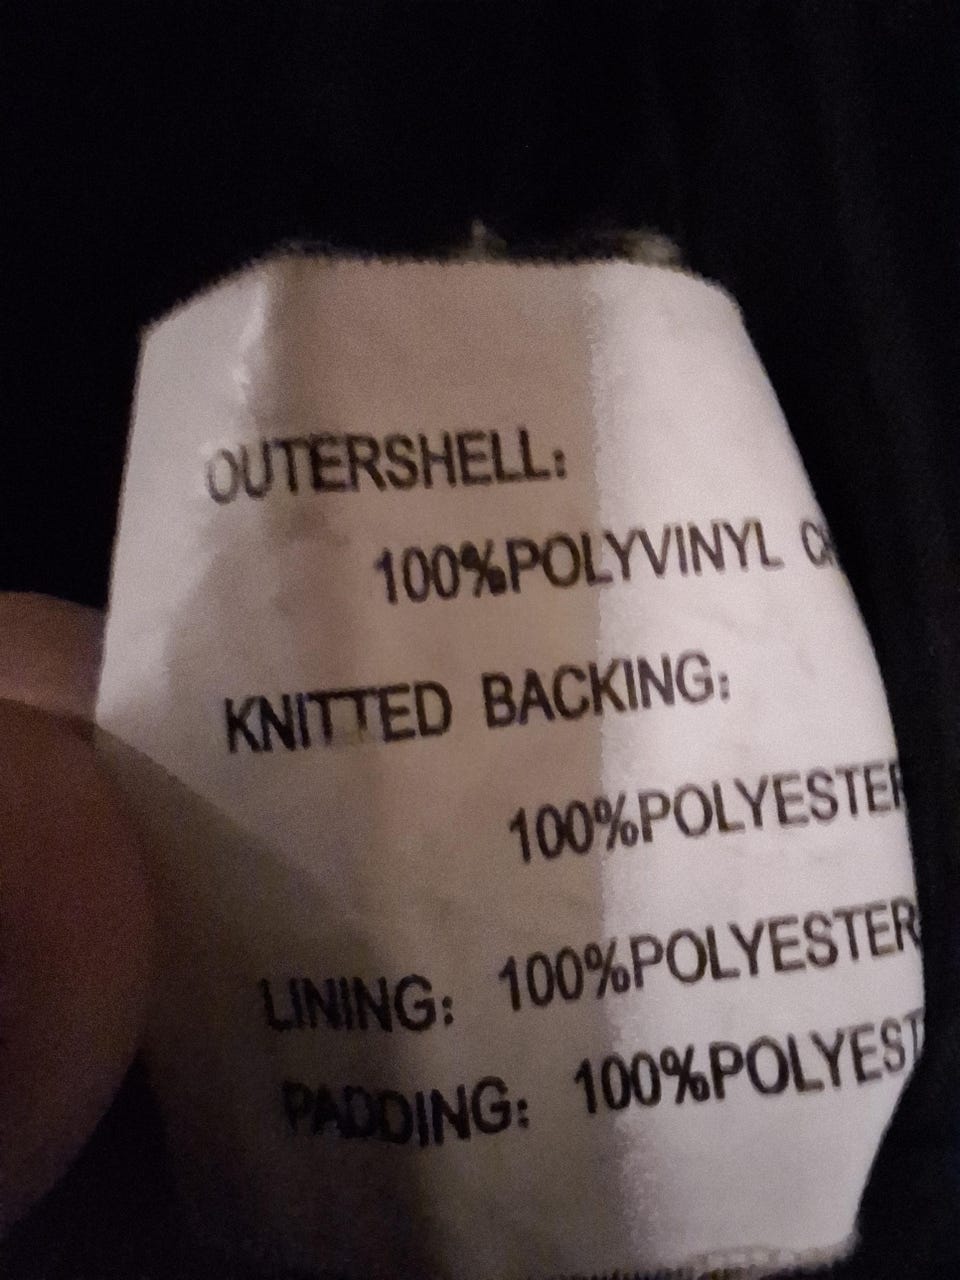 OUTERSHELL:
100%POLYVINYL
KNITTED BACKING:
100%POLYESTER
LINING: 100%POLYESTER
PADDING: 100%POLYEST